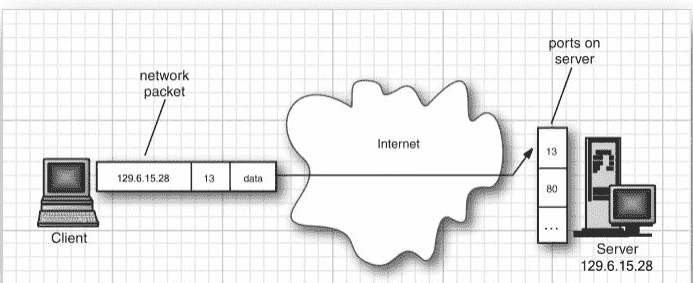 ports on
server
network
packet
Internet
129.6.15.28
13
data
13
80
...
Client
Server
129.6.15.28